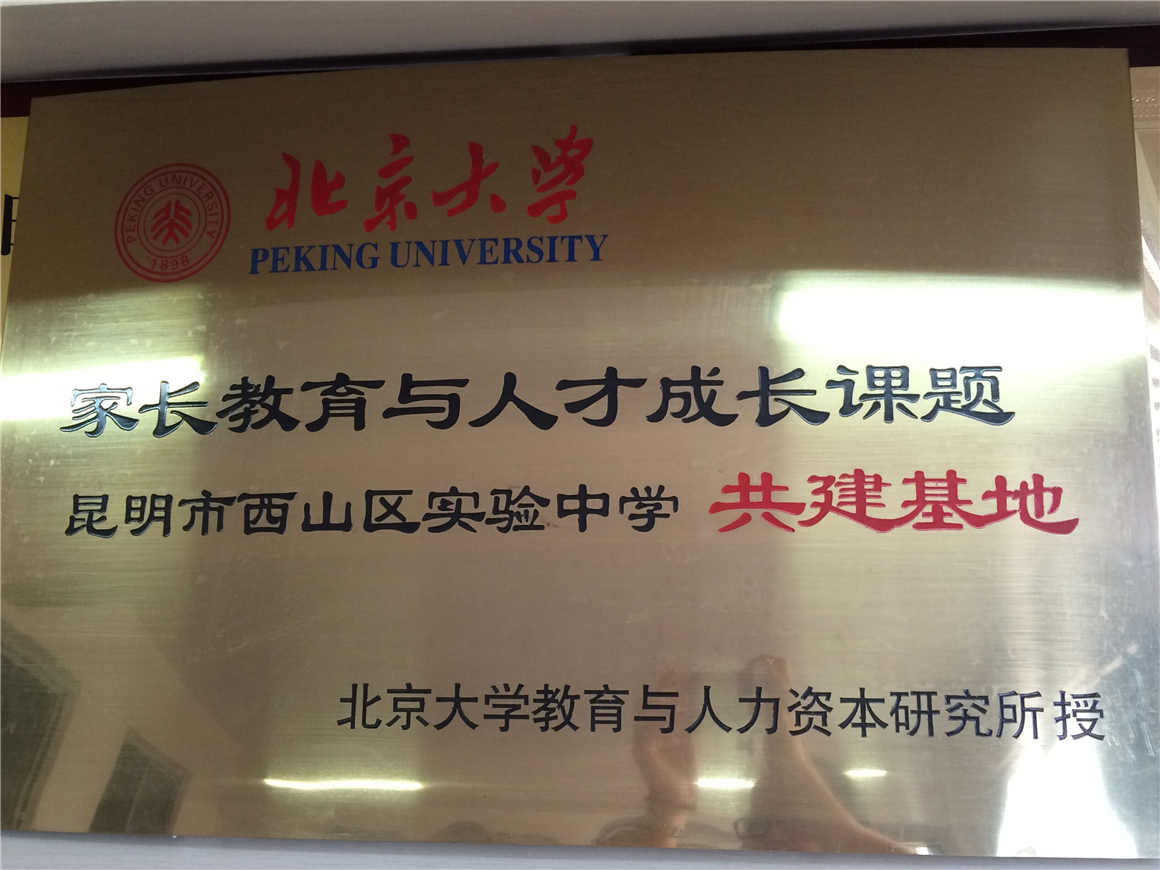 北京大学
PEKING UNIVERSITY
PEKING UNIVERSITY
1898
家长教育与人才成长课题
昆明市西山区实验中学 共建基地
北京大学教育与人力资本研究所授